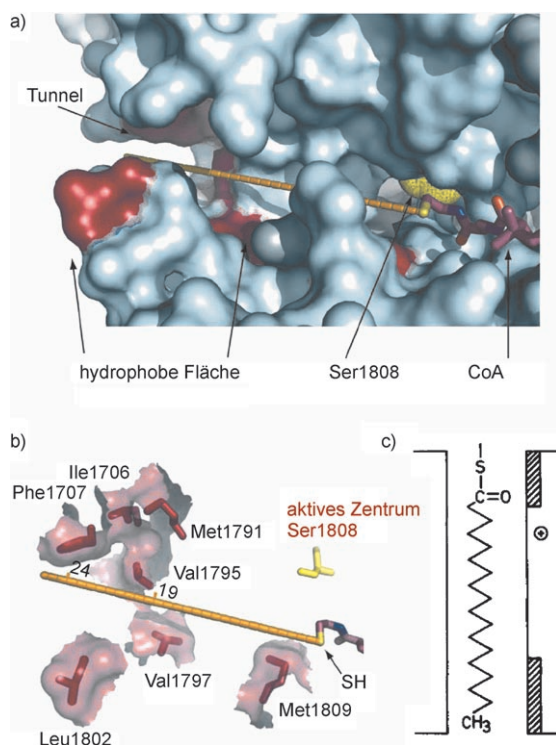 a)
Tunnel
hydrophobe Fläche
Ser1808
CoA
b)
Ile1706
Phe1707
Met1791
24
Val1795
19
Val1797
Leu1802
Met1809
SH
aktives Zentrum
Ser1808
c)
S
C=O
⊕
CH3